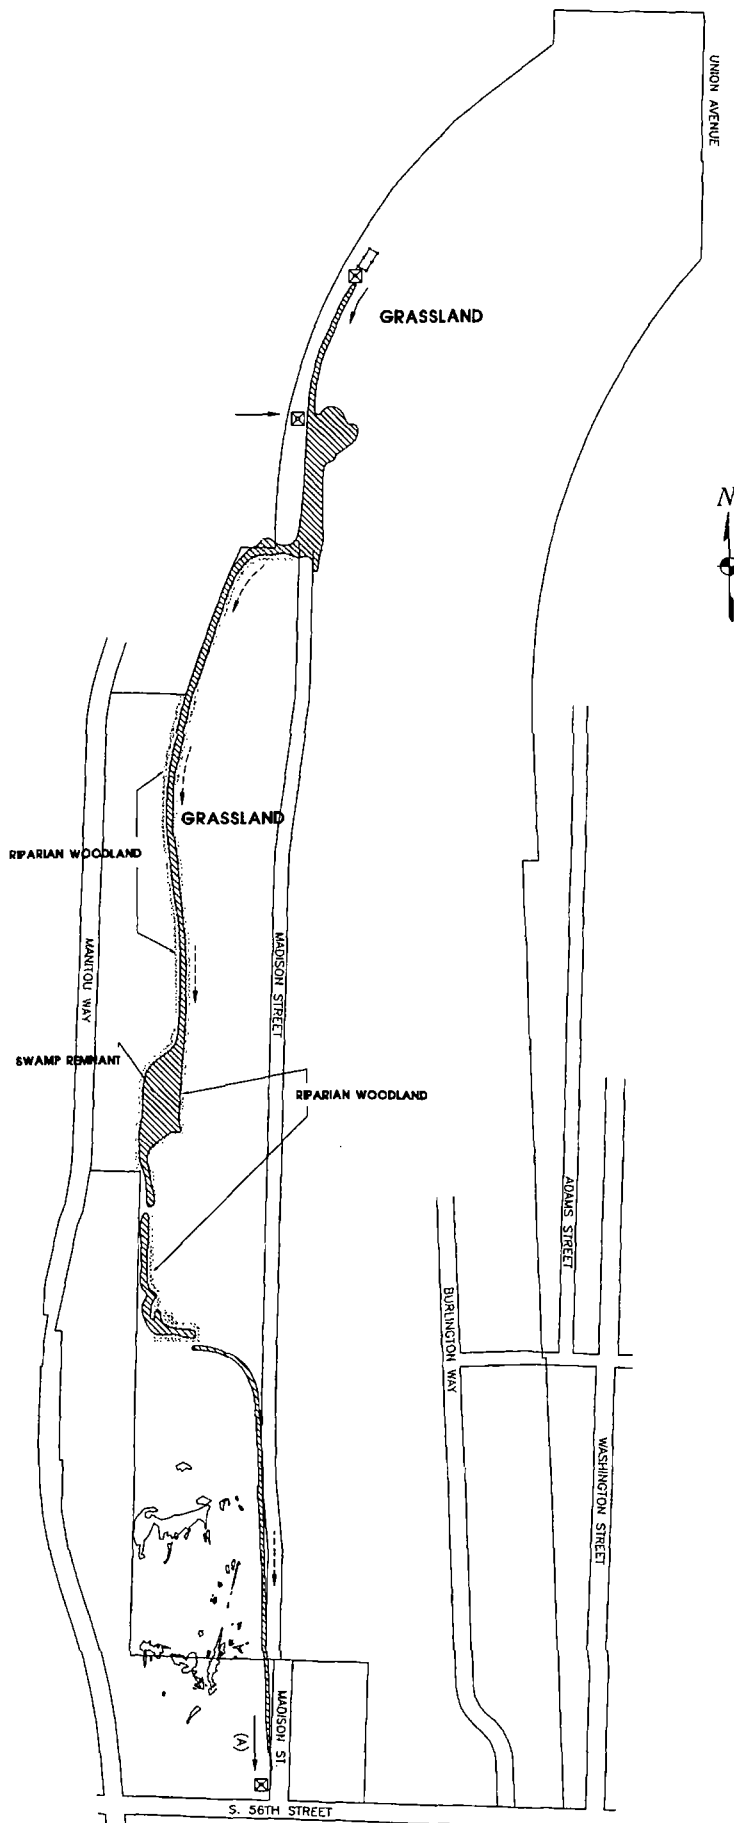 UNION AVENUE
GRASSLAND
N
GRASSLAND
RIPARIAN WOODLAND
MANITOU WAY
MADISON STREET
SWAMP REMNANT
RIPARIAN WOODLAND
ADAMS STREET
BURLINGTON WAY
WASHINGTON STREET
MADISON ST.
(A)
S. 56TH STREET